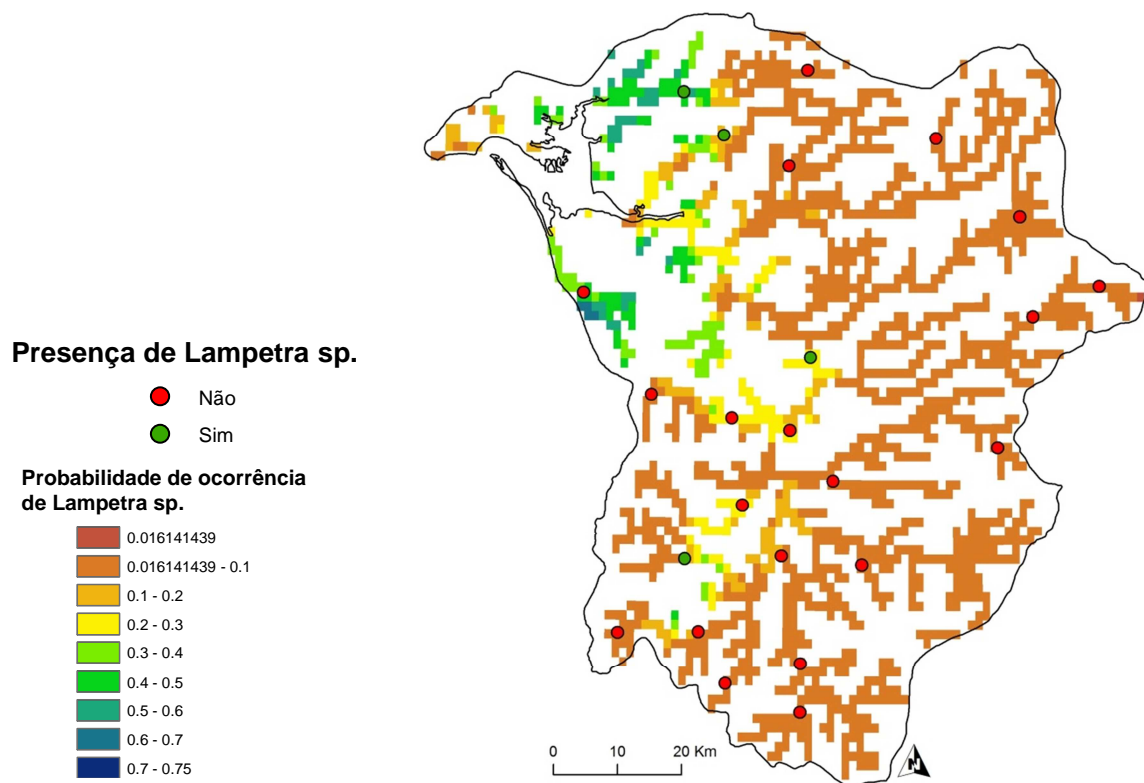 Presença de Lampetra sp.
Não
Sim
Probabilidade de ocorrência
de Lampetra sp.
0.016141439
0.016141439 - 0.1
0.1 - 0.2
0.2 - 0.3
0.3 - 0.4
0.4 - 0.5
0.5 - 0.6
0.6 - 0.7
0.7 - 0.75
0 10 20 Km
N